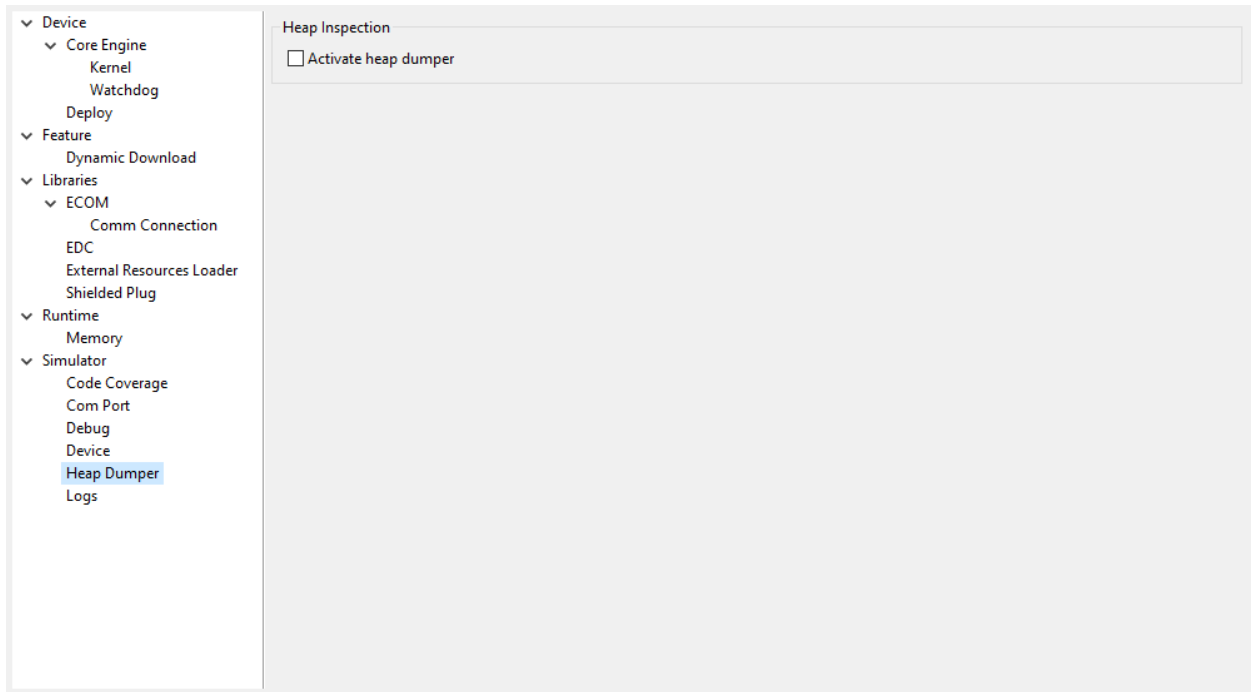 Device
Core Engine
Kernel
Watchdog
Deploy
Feature
Dynamic Download
Libraries
ECOM
Comm Connection
EDC
External Resources Loader
Shielded Plug
Runtime
Memory
Simulator
Code Coverage
Com Port
Debug
Device
Heap Dumper
Logs
Heap Inspection
Activate heap dumper